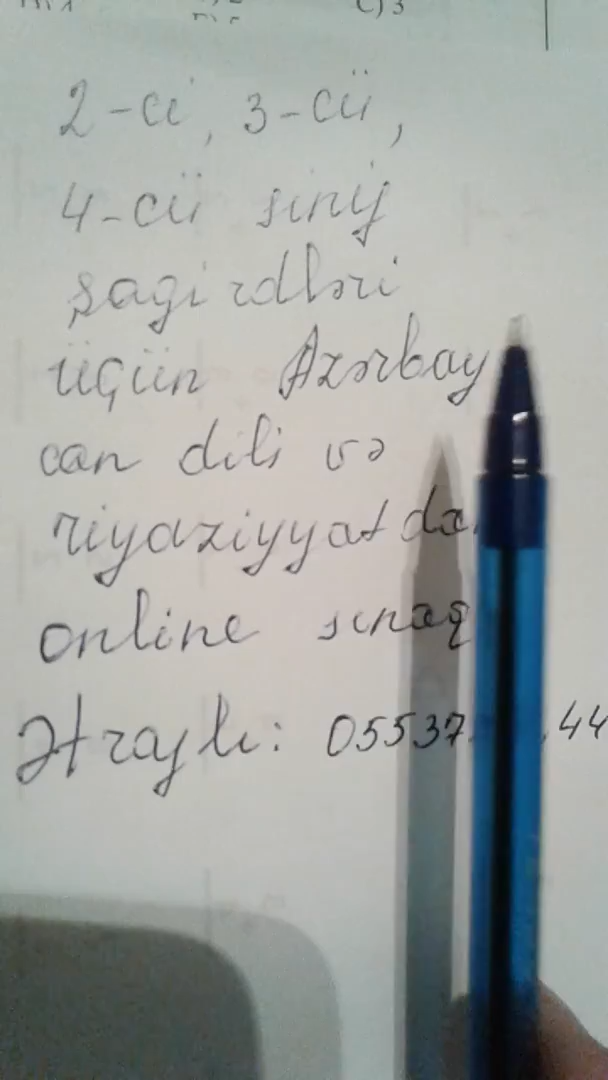 C) 3
2-ci, 3-cü,
4-cü sinif
şagirdləri
üçün Azərbay
can dili və
riyaziyyatda
online sınaq
Ətraflı: 05537 44